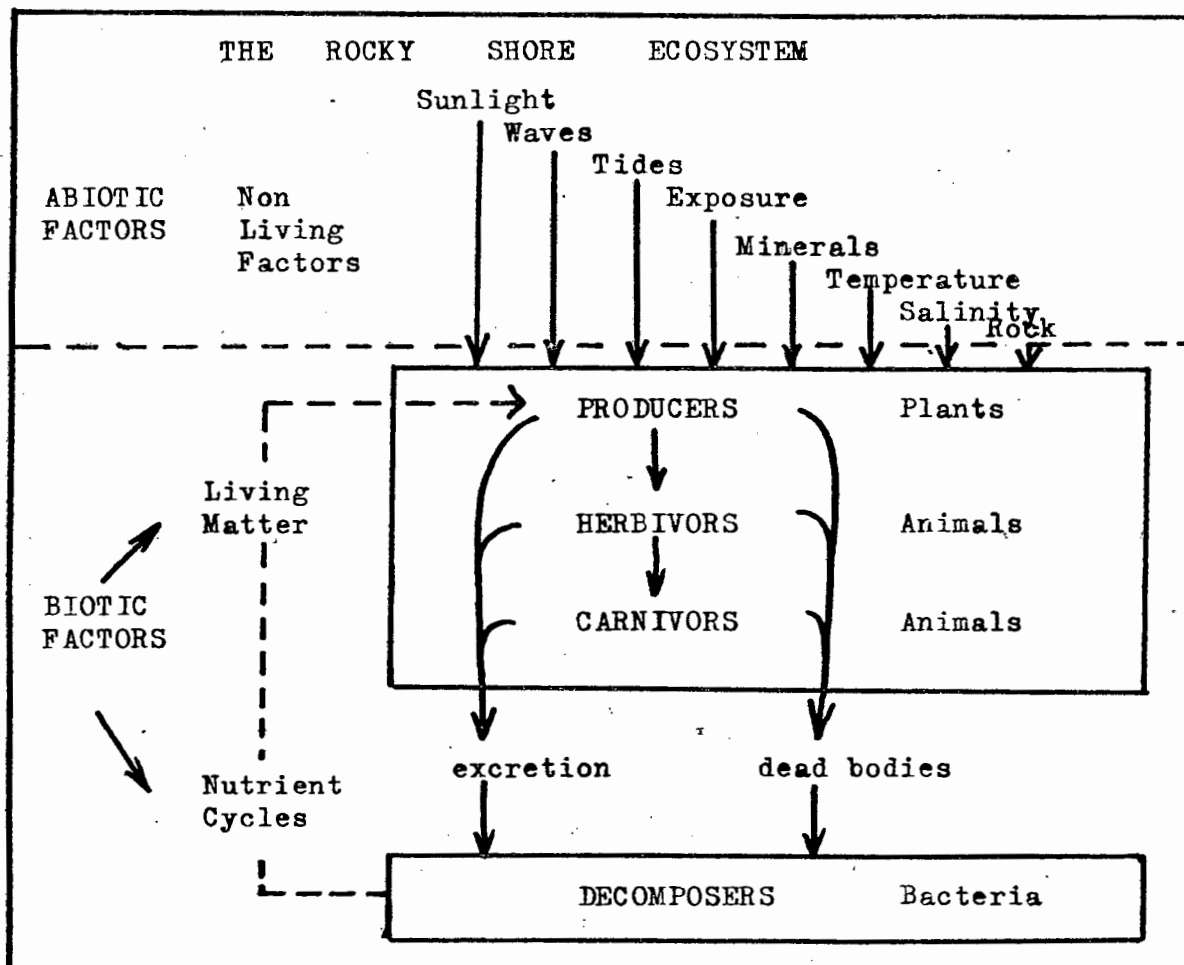 THE ROCKY SHORE ECOSYSTEM
Sunlight
Waves
Tides
Exposure
Minerals
Temperature
Salinity
Rock
ABIOTIC
FACTORS
Non
Living
Factors
PRODUCERS Plants
HERBIVORS Animals
CARNIVORS Animals
Living
Matter
BIOTIC
FACTORS
Nutrient
Cycles
excretion
dead bodies
DECOMPOSERS Bacteria